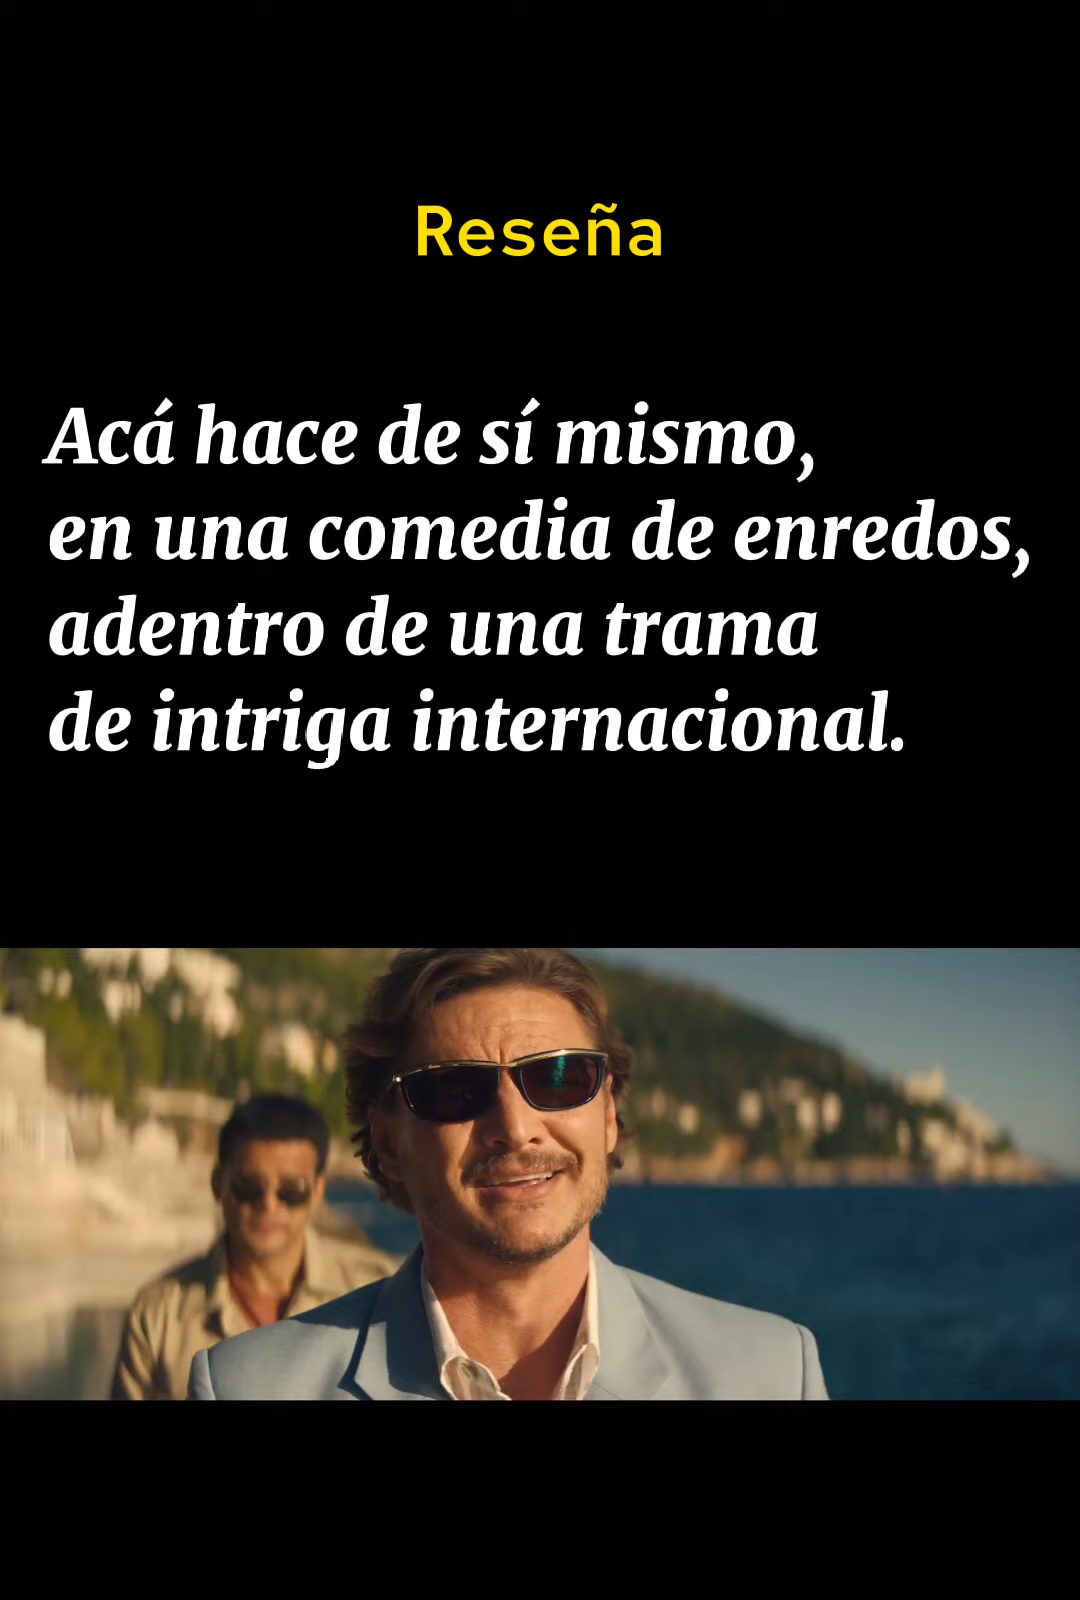 Reseña
Acá hace de sí mismo,
en una comedia de enredos,
adentro de una trama
de intriga internacional.